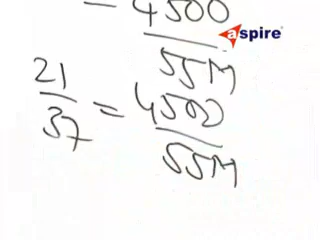 = 4500
aspire
55M
21
37 = 4500
55M